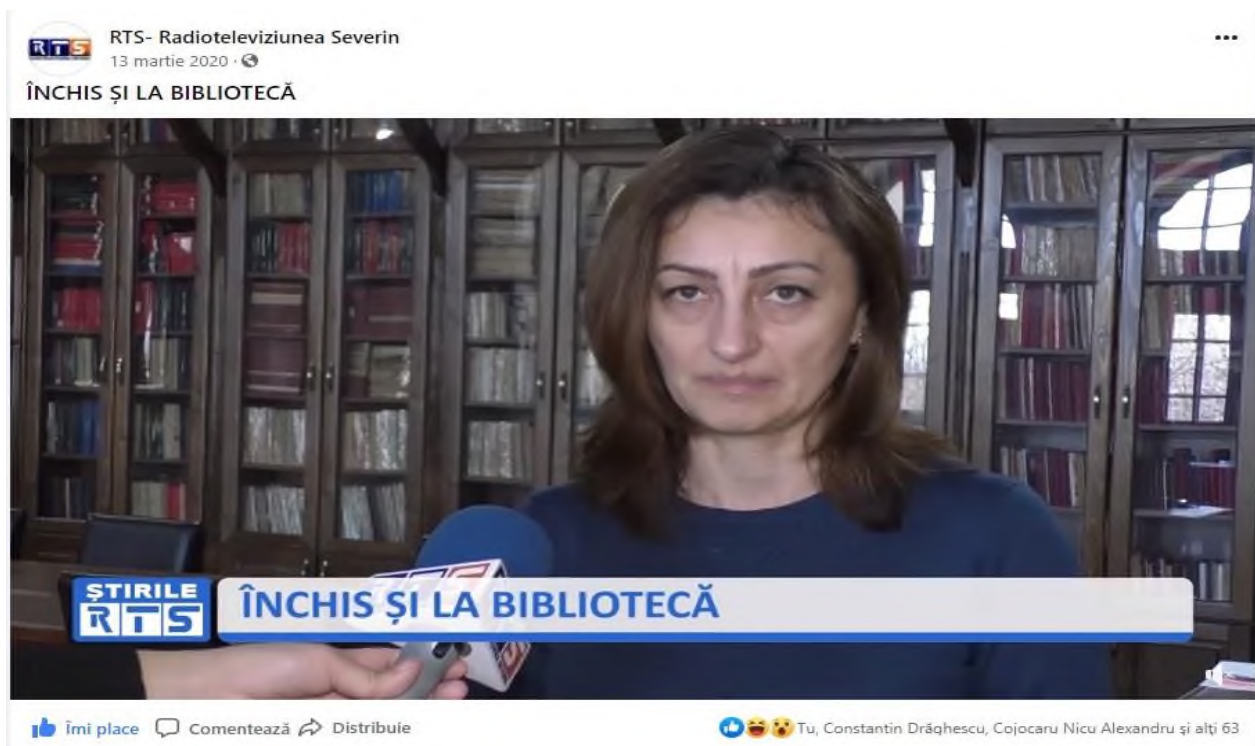 RTS
RTS- Radioteleviziunea Severin
13 martie 2020
ÎNCHIS ȘI LA BIBLIOTECĂ
ȘTIRILE
RTS
ÎNCHIS ȘI LA BIBLIOTECĂ
Îmi place Comentează Distribuie
Tu, Constantin Drăghescu, Cojocaru Nicu Alexandru și alți 63